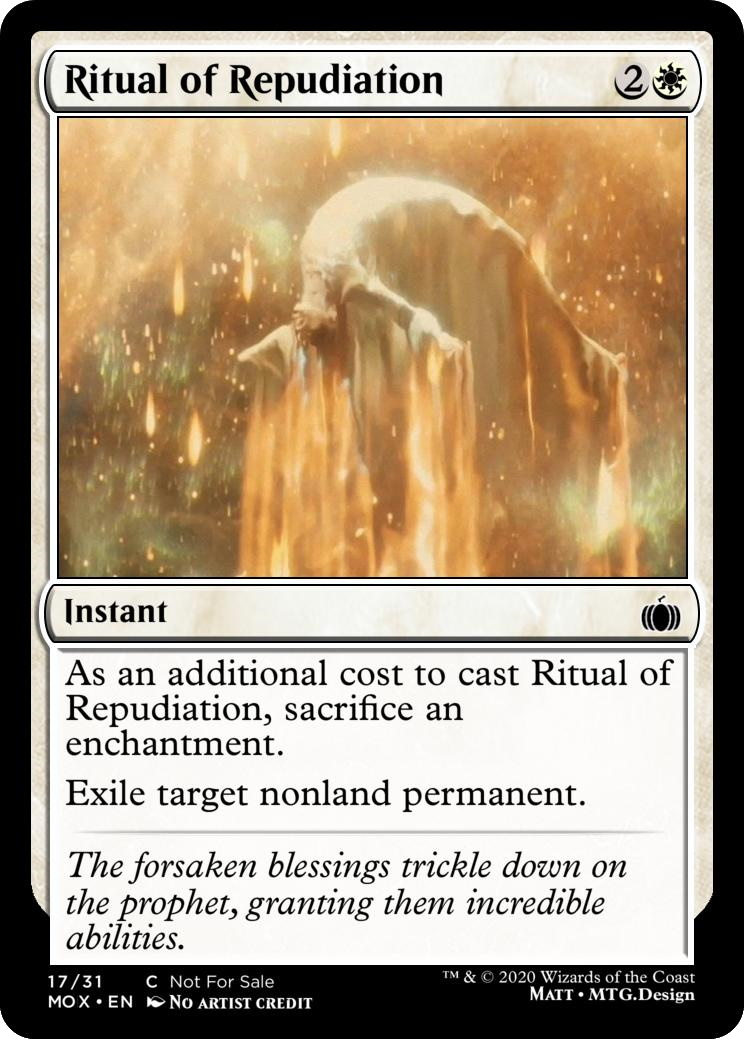 Ritual of Repudiation 2
Instant
As an additional cost to cast Ritual of
Repudiation, sacrifice an
enchantment.
Exile target nonland permanent.
The forsaken blessings trickle down on
the prophet, granting them incredible
abilities.
17/31 C Not For Sale
MOX • EN No artist credit
™ & © 2020 Wizards of the Coast
Matt • MTG.Design